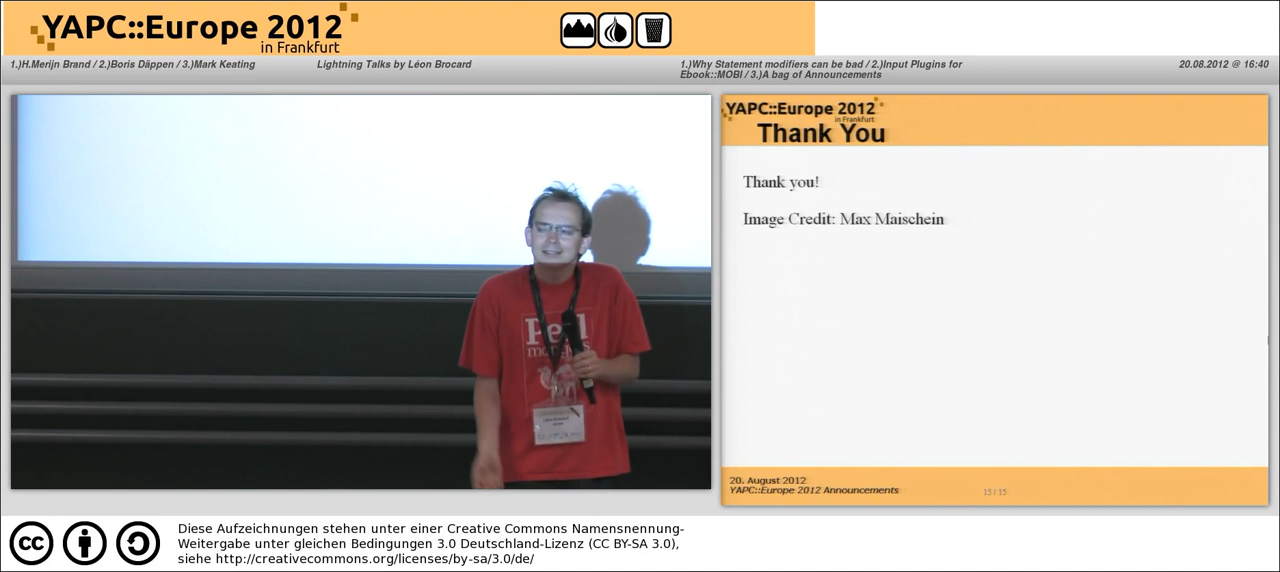 YAPC::Europe 2012
in Frankfurt
1.)H.Merijn Brand / 2.)Boris Däppen / 3.)Mark Keating
Lightning Talks by Léon Brocard
1.)Why Statement modifiers can be bad / 2.)Input Plugins for
Ebook::MOBI / 3.)A bag of Announcements
20.08.2012 @ 16:40
Perl
YAPC::Europe 2012
in Frankfurt
Thank You
Thank you!
Image Credit: Max Maischein
20. August 2012
YAPC::Europe 2012 Announcements
15 / 15
cc
Diese Aufzeichnungen stehen unter einer Creative Commons Namensnennung-
Weitergabe unter gleichen Bedingungen 3.0 Deutschland-Lizenz (CC BY-SA 3.0),
siehe http://creativecommons.org/licenses/by-sa/3.0/de/